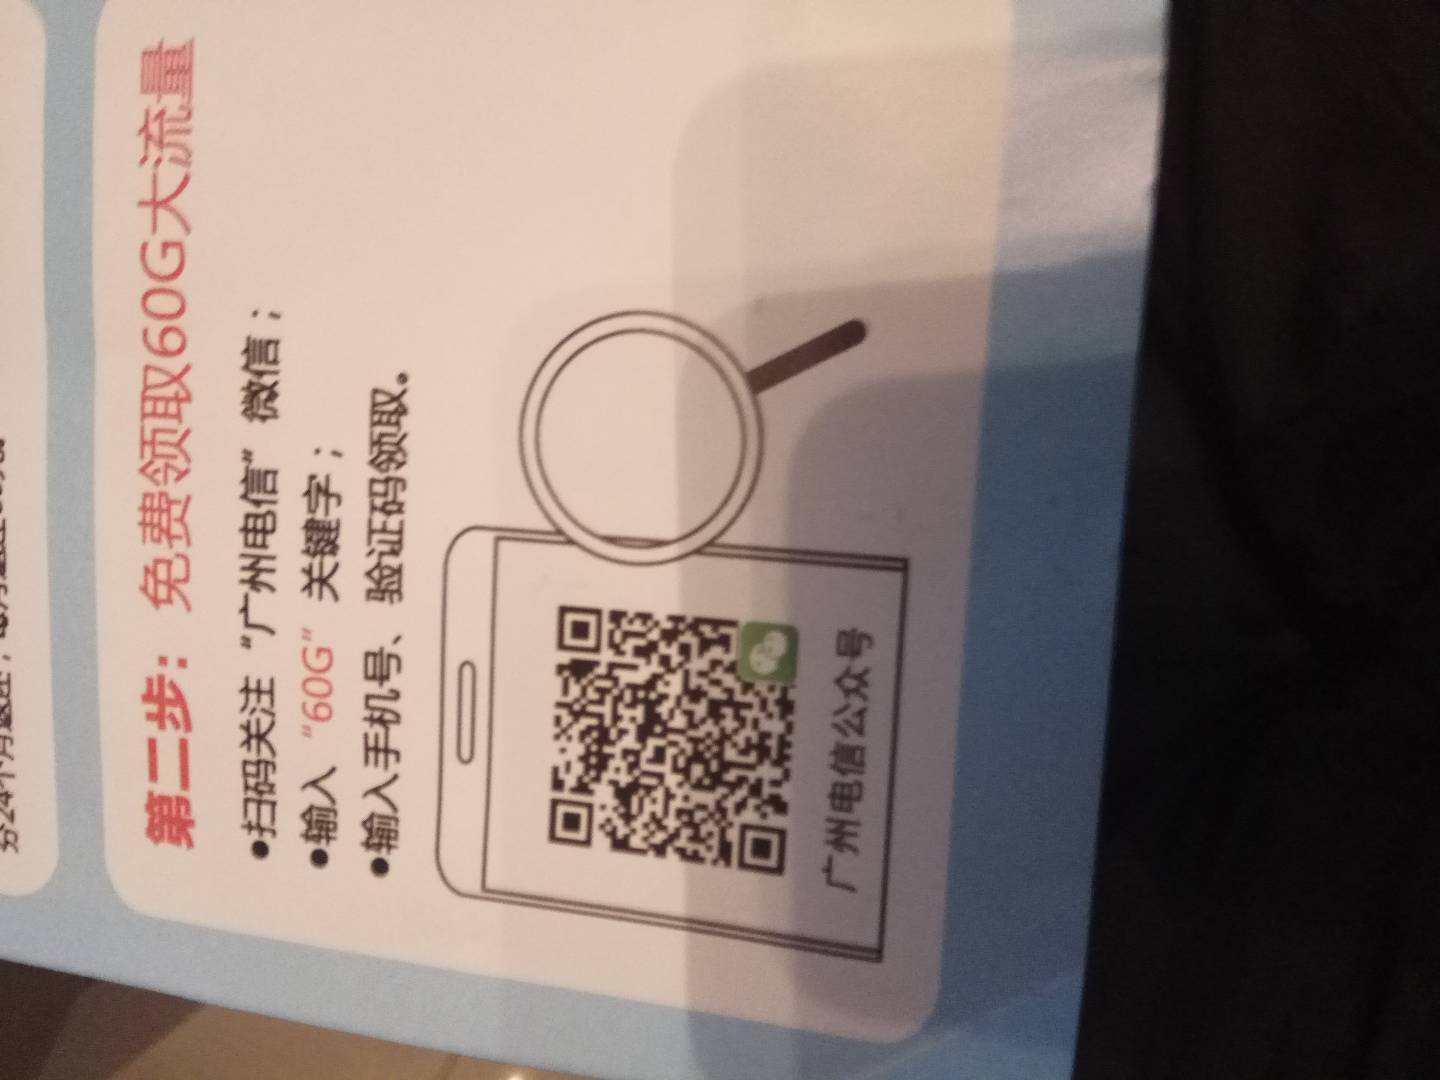 第二步：免费领取60G大流量
●扫码关注“广州电信”微信；
●输入“60G”关键字；
●输入手机号、验证码领取。
广州电信公众号